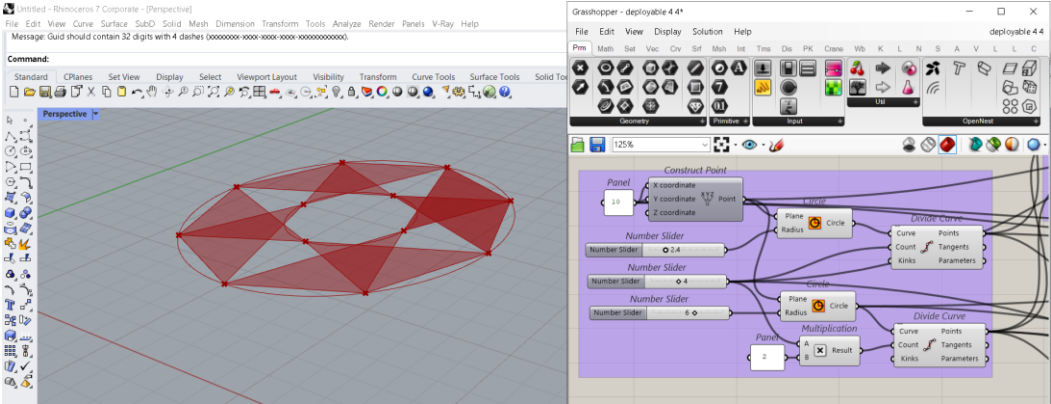 Untitled - Rhinoceros 7 Corporate - [Perspective]
File Edit View Curve Surface SubD Solid Mesh Dimension Transform Tools Analyze Render Panels V-Ray Help
Message: Guid should contain 32 digits with 4 dashes (xxxxxxxx-xxxx-xxxx-xxxx-xxxxxxxxxxxx).
Command:
Standard CPlanes Set View Display Select Viewport Layout Visibility Transform Curve Tools Surface Tools Solid Too
Perspective
Grasshopper - deployable 4 4*
File Edit View Display Solution Help deployable 4 4
Prm Math Set Vec Crv Srf Msh Int Trns Dis PK Crane Wb K L N S A V L L C
Geometry Primitive Input Util OpenNest
125%
Construct Point
Panel
10
X coordinate
Y coordinate
Z coordinate
XYZ
Point
Circle
Plane
Radius
Circle
Divide Curve
Curve Points
Count Tangents
Kinks Parameters
Number Slider
Number Slider 2.4
Number Slider
Number Slider 4
Number Slider
Number Slider 6
Circle
Plane
Radius
Circle
Multiplication
A
B
Result
Panel
2
Divide Curve
Curve Points
Count Tangents
Kinks Parameters